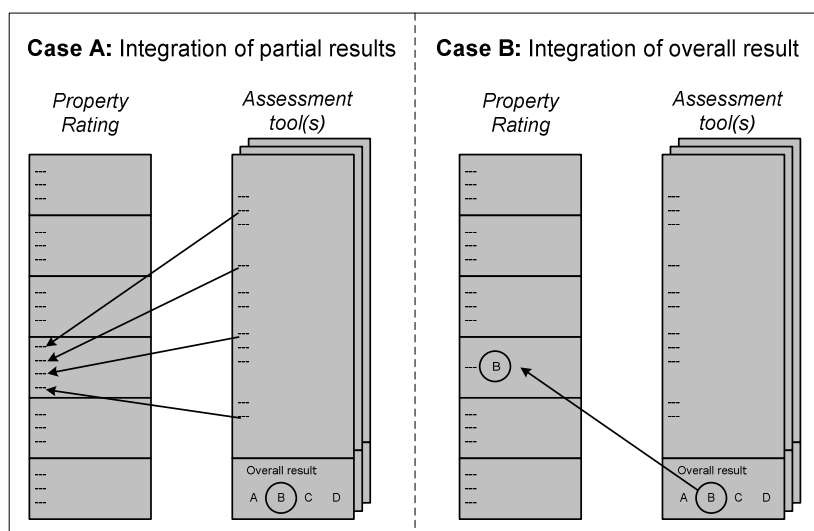 Case A: Integration of partial results
Property
Rating
Assessment
tool(s)
Overall result
A B C D
Case B: Integration of overall result
Property
Rating
Assessment
tool(s)
B
Overall result
A B C D